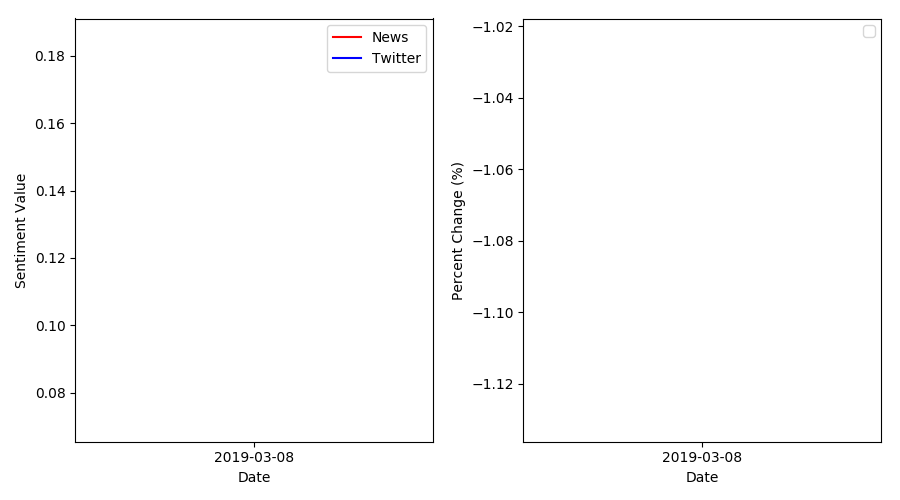 News
Twitter
0.18
0.16
0.14
0.12
0.10
0.08
Sentiment Value
2019-03-08
Date
−1.02
−1.04
−1.06
−1.08
−1.10
−1.12
Percent Change (%)
2019-03-08
Date